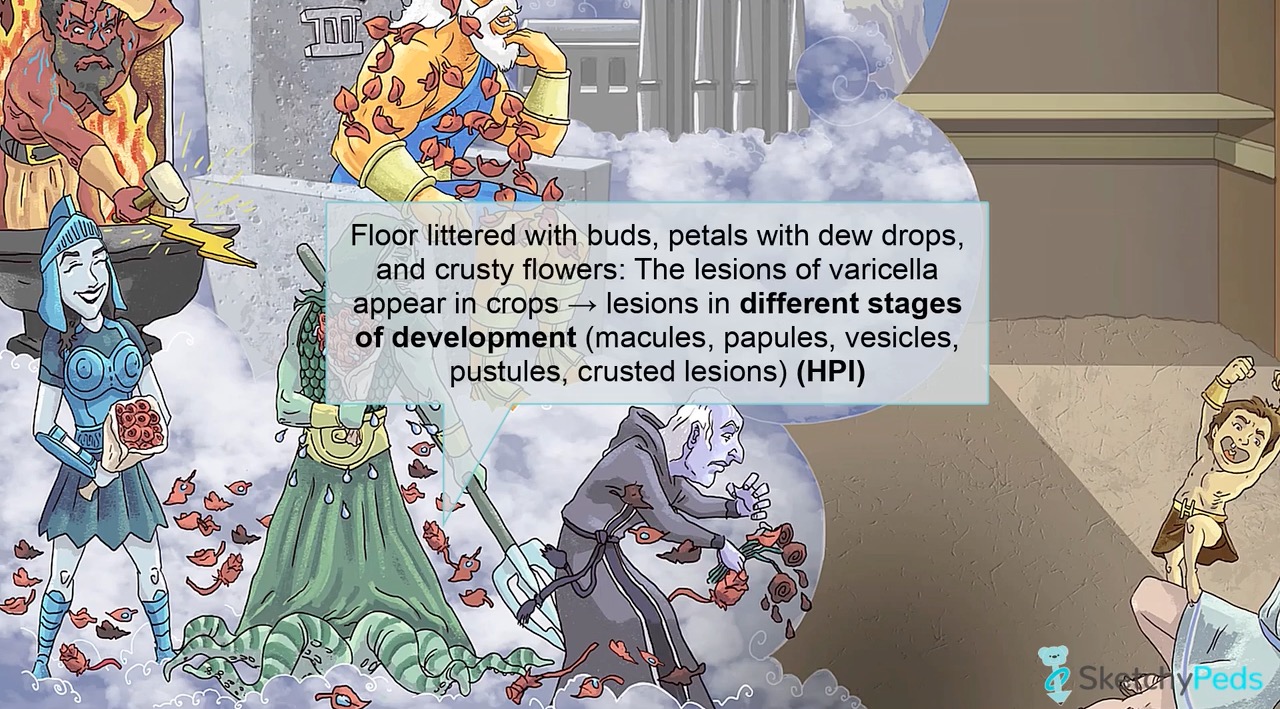 III
Floor littered with buds, petals with dew drops,
and crusty flowers: The lesions of varicella
appear in crops → lesions in different stages
of development (macules, papules, vesicles,
pustules, crusted lesions) (HPI)
SketchyPeds